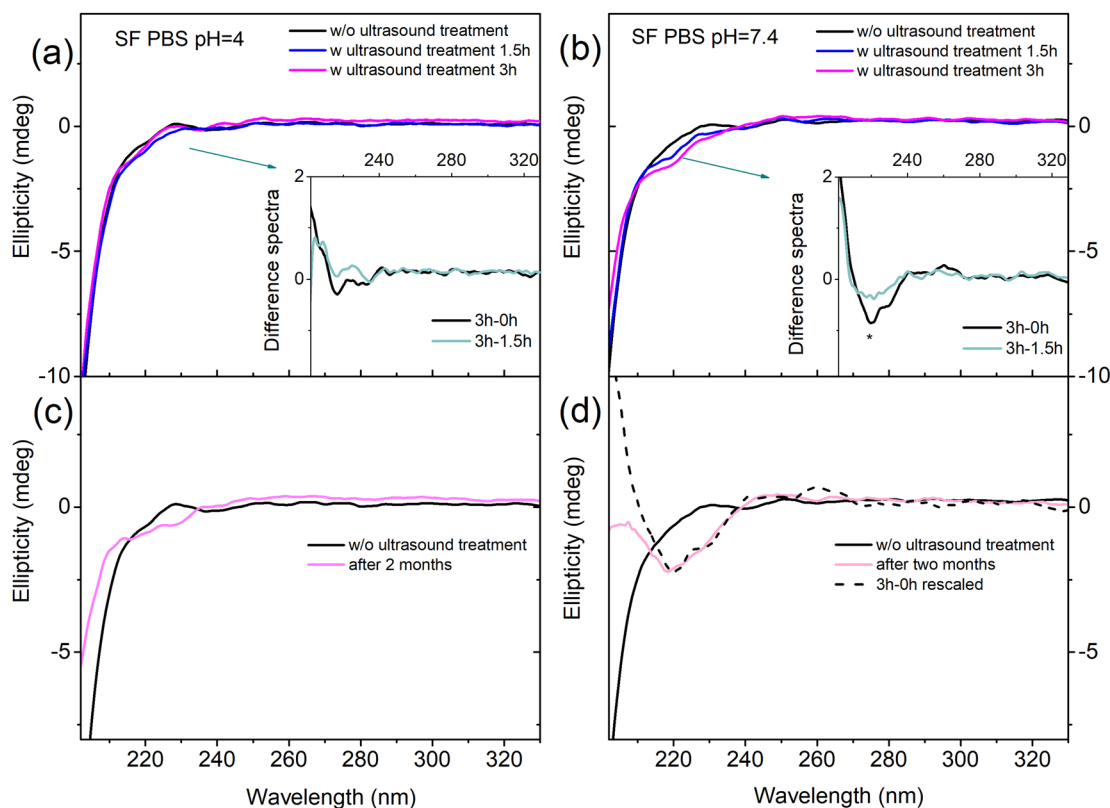 (a)
SF PBS pH=4
w/o ultrasound treatment
w ultrasound treatment 1.5h
w ultrasound treatment 3h
0
-5
-10
Ellipticity (mdeg)
240 280 320
2
0
Difference spectra
3h-0h
3h-1.5h
(b)
SF PBS pH=7.4
w/o ultrasound treatment
w ultrasound treatment 1.5h
w ultrasound treatment 3h
0
-5
-10
Ellipticity (mdeg)
240 280 320
2
0
Difference spectra
*
3h-0h
3h-1.5h
(c)
0
-5
Ellipticity (mdeg)
w/o ultrasound treatment
after 2 months
220 240 260 280 300 320
Wavelength (nm)
(d)
0
-5
Ellipticity (mdeg)
w/o ultrasound treatment
after two months
3h-0h rescaled
220 240 260 280 300 320
Wavelength (nm)